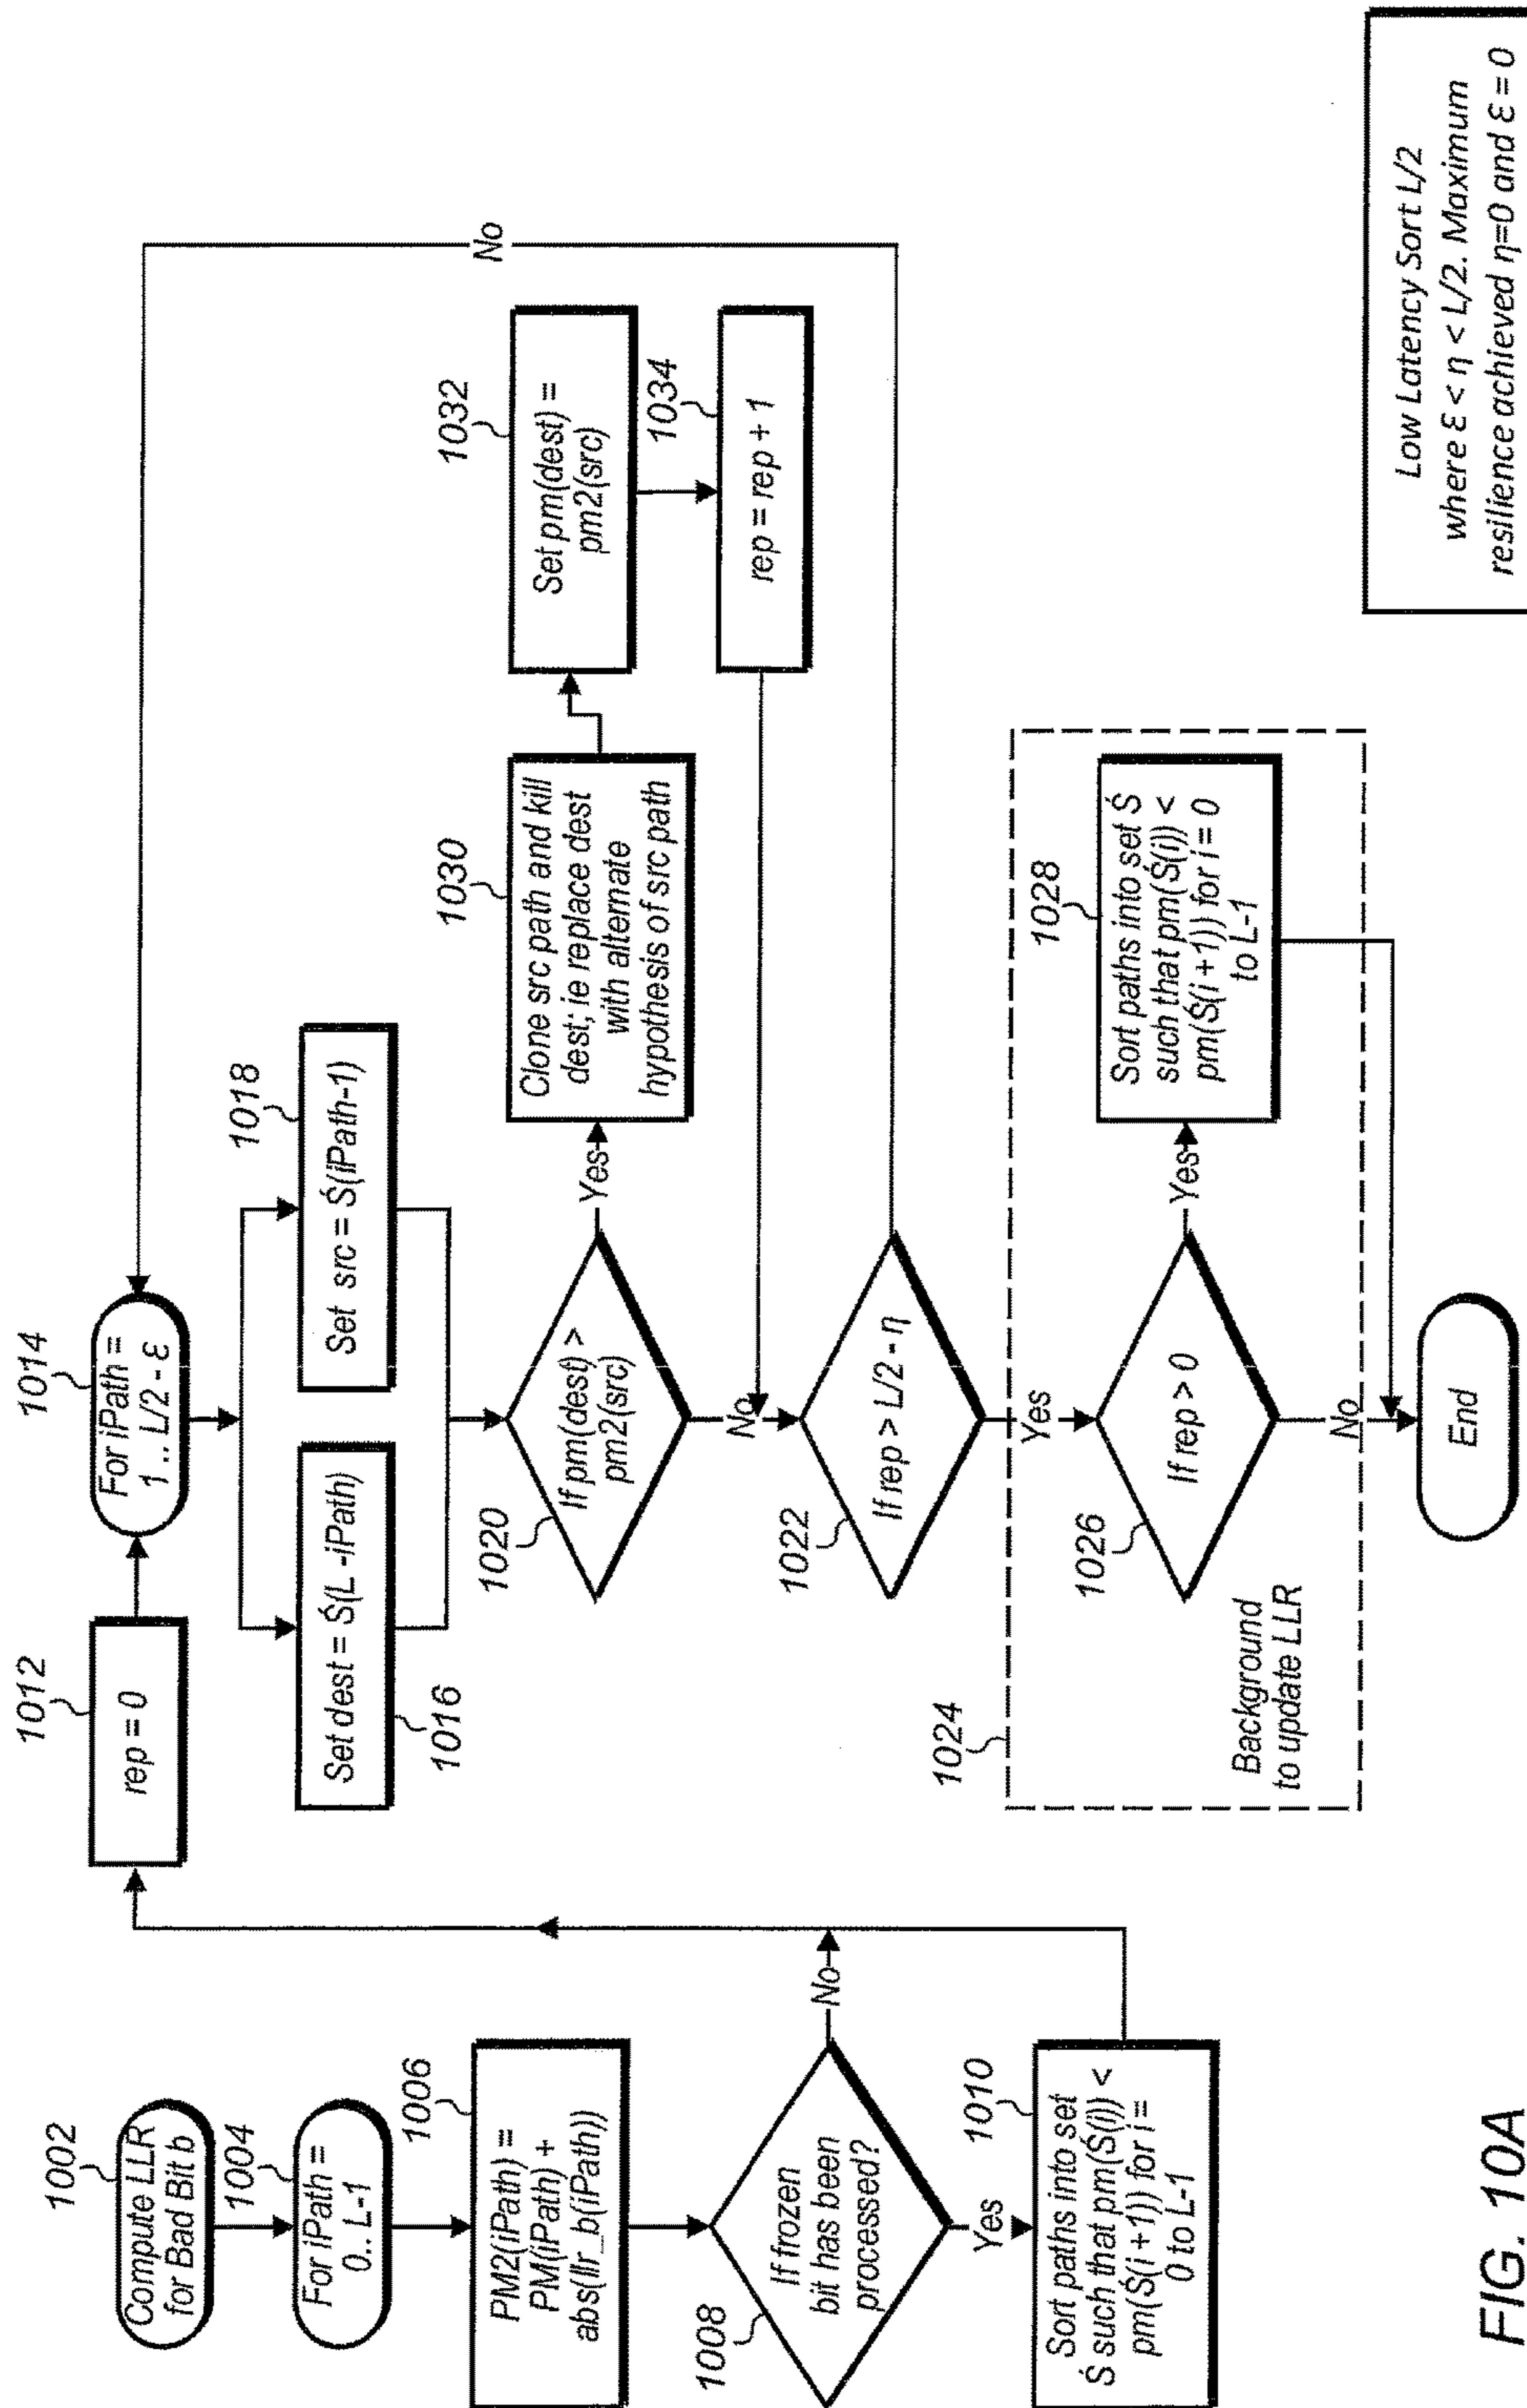 1002
Compute LLR
for Bad Bit b
1004
For iPath =
0.. L-1
1006
PM2(iPath) =
PM(iPath) +
abs(llr_b(iPath))
1008
If frozen
bit has been
processed?
No
Yes
1010
Sort paths into set
Ś such that pm(Ś(i)) <
pm(Ś(i + 1)) for i =
0 to L-1
1012
rep = 0
1014
For iPath =
1 .. L/2 - ε
1016
Set dest = Ś(L -iPath)
1018
Set src = Ś(iPath-1)
1020
If pm(dest) >
pm2(src)
Yes
No
1030
Clone src path and kill
dest; ie replace dest
with alternate
hypothesis of src path
1032
Set pm(dest) =
pm2(src)
1034
rep = rep + 1
1022
If rep > L/2 - η
No
Yes
1024
Background
to update LLR
1026
If rep > 0
Yes
No
1028
Sort paths into set Ś
such that pm(Ś(i)) <
pm(Ś(i + 1)) for i = 0
to L-1
End
Low Latency Sort L/2
where ε < η < L/2. Maximum
resilience achieved η=0 and ε = 0
FIG. 10A